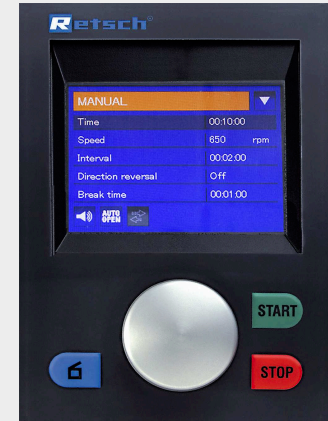 Retsch®
MANUAL
Time 00:10:00
Speed 650 rpm
Interval 00:02:00
Direction reversal Off
Break time 00:01:00
AUTO
OPEN
START
STOP